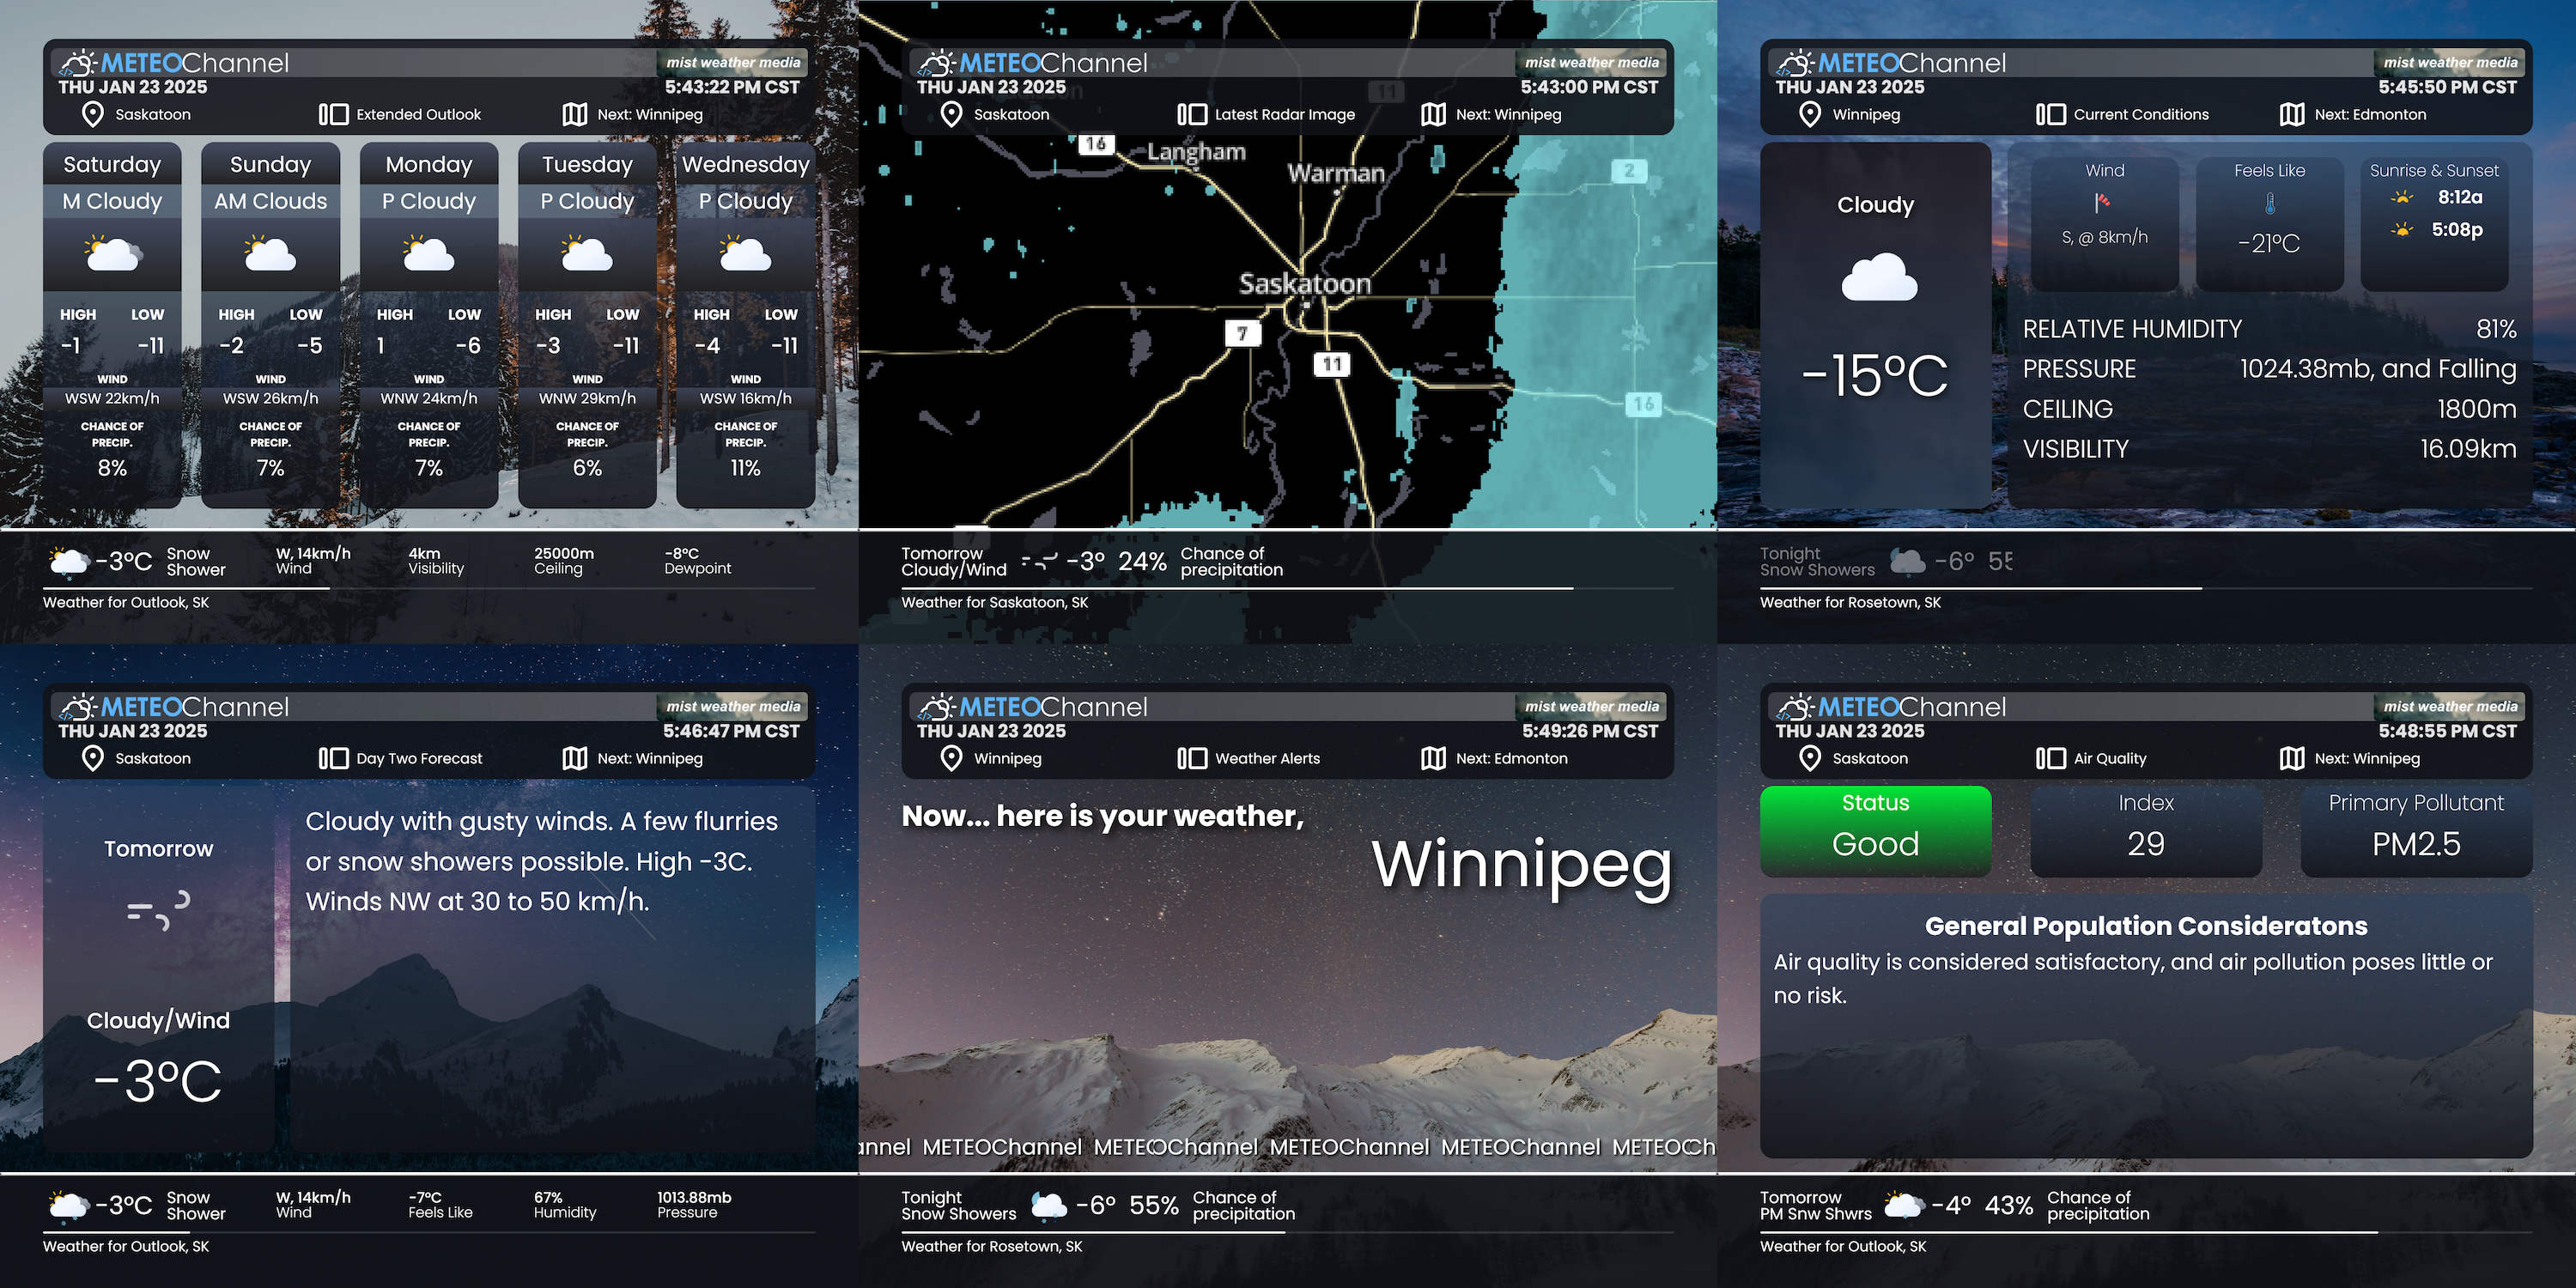 METEOChannel
mist weather media
THU JAN 23 2025
5:43:22 PM CST
Saskatoon
Extended Outlook
Next: Winnipeg
Saturday
M Cloudy
HIGH LOW
-1 -11
WIND
WSW 22km/h
CHANCE OF
PRECIP.
8%
Sunday
AM Clouds
HIGH LOW
-2 -5
WIND
WSW 26km/h
CHANCE OF
PRECIP.
7%
Monday
P Cloudy
HIGH LOW
1 -6
WIND
WNW 24km/h
CHANCE OF
PRECIP.
7%
Tuesday
P Cloudy
HIGH LOW
-3 -11
WIND
WNW 29km/h
CHANCE OF
PRECIP.
6%
Wednesday
P Cloudy
HIGH LOW
-4 -11
WIND
WSW 16km/h
CHANCE OF
PRECIP.
11%
-3°C
Snow
Shower
W, 14km/h
Wind
4km
Visibility
25000m
Ceiling
-8°C
Dewpoint
Weather for Outlook, SK
METEOChannel
mist weather media
THU JAN 23 2025
5:43:00 PM CST
Saskatoon
Latest Radar Image
Next: Winnipeg
11
16
Langham
Warman
2
Saskatoon
7
11
16
7
Tomorrow
Cloudy/Wind
-3° 24%
Chance of
precipitation
Weather for Saskatoon, SK
METEOChannel
mist weather media
THU JAN 23 2025
5:45:50 PM CST
Winnipeg
Current Conditions
Next: Edmonton
Cloudy
-15°C
Wind
S, @ 8km/h
Feels Like
-21°C
Sunrise & Sunset
8:12a
5:08p
RELATIVE HUMIDITY 81%
PRESSURE 1024.38mb, and Falling
CEILING 1800m
VISIBILITY 16.09km
Tonight
Snow Showers
-6° 55
Weather for Rosetown, SK
METEOChannel
mist weather media
THU JAN 23 2025
5:46:47 PM CST
Saskatoon
Day Two Forecast
Next: Winnipeg
Tomorrow
Cloudy/Wind
-3°C
Cloudy with gusty winds. A few flurries
or snow showers possible. High -3C.
Winds NW at 30 to 50 km/h.
-3°C
Snow
Shower
W, 14km/h
Wind
-7°C
Feels Like
67%
Humidity
1013.88mb
Pressure
Weather for Outlook, SK
METEOChannel
mist weather media
THU JAN 23 2025
5:49:26 PM CST
Winnipeg
Weather Alerts
Next: Edmonton
Now... here is your weather,
Winnipeg
annel METEOChannel METEOChannel METEOChannel METEOChannel METEOCh
Tonight
Snow Showers
-6° 55%
Chance of
precipitation
Weather for Rosetown, SK
METEOChannel
mist weather media
THU JAN 23 2025
5:48:55 PM CST
Saskatoon
Air Quality
Next: Winnipeg
Status
Good
Index
29
Primary Pollutant
PM2.5
General Population Consideratons
Air quality is considered satisfactory, and air pollution poses little or
no risk.
Tomorrow
PM Snw Shwrs
-4° 43%
Chance of
precipitation
Weather for Outlook, SK